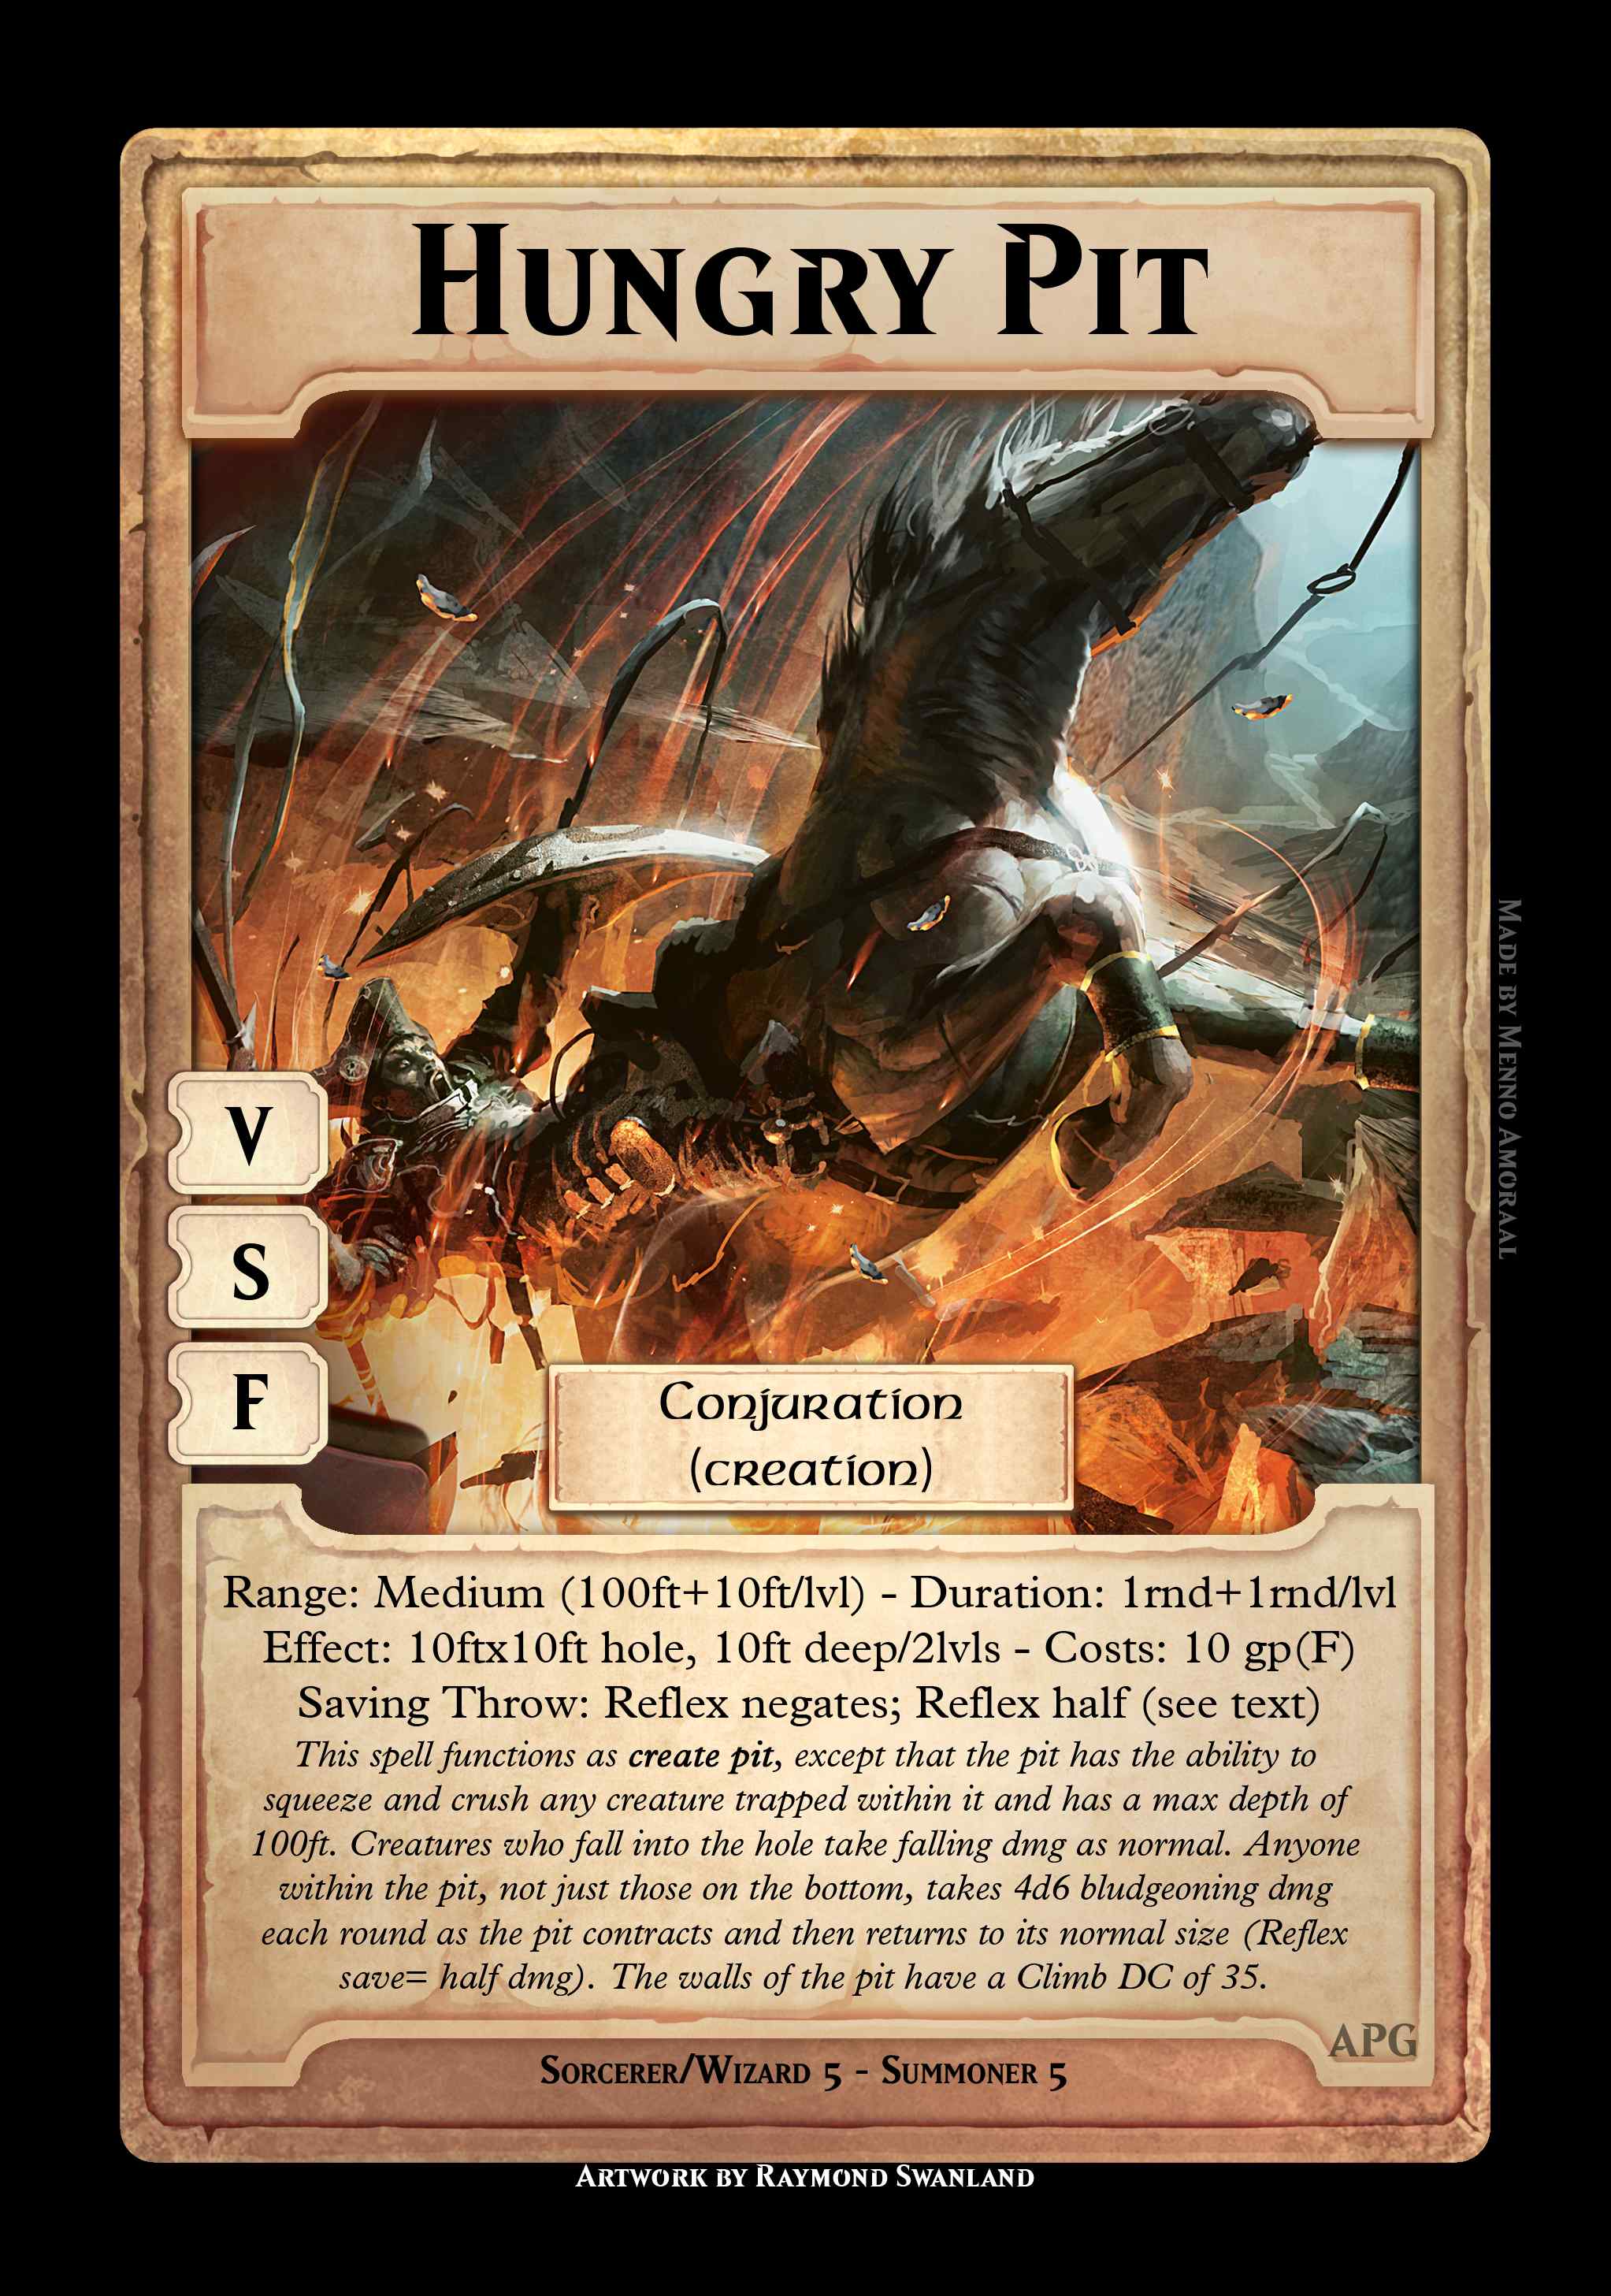 Hungry Pit
V
S
F
Conjuration
(creation)
Range: Medium (100ft+10ft/lvl) - Duration: 1rnd+1rnd/lvl
Effect: 10ftx10ft hole, 10ft deep/2lvls - Costs: 10 gp(F)
Saving Throw: Reflex negates; Reflex half (see text)
This spell functions as create pit, except that the pit has the ability to
squeeze and crush any creature trapped within it and has a max depth of
100ft. Creatures who fall into the hole take falling dmg as normal. Anyone
within the pit, not just those on the bottom, takes 4d6 bludgeoning dmg
each round as the pit contracts and then returns to its normal size (Reflex
save= half dmg). The walls of the pit have a Climb DC of 35.
APG
Sorcerer/Wizard 5 - Summoner 5
Artwork by Raymond Swanland
Made by Menno Amoraal